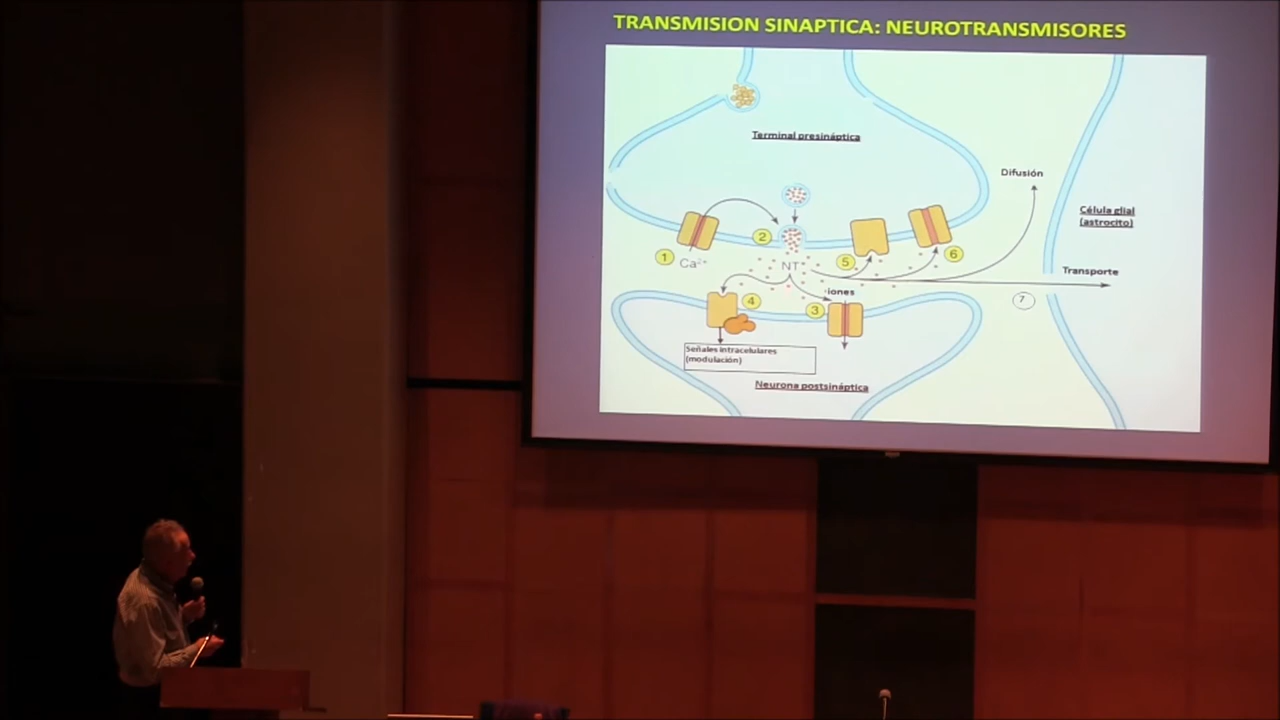 TRANSMISION SINAPTICA: NEUROTRANSMISORES
Terminal presináptica
Difusión
Célula glial
(astrocito)
2
1
Ca²⁺
NT
5
6
Transporte
7
iones
4
3
Señales intracelulares
(modulación)
Neurona postsináptica